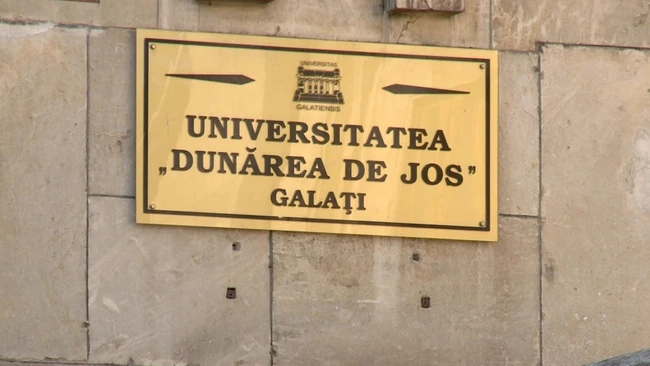 UNIVERSITAS
GALATIENSIS
UNIVERSITATEA
„DUNĂREA DE JOS”
GALAŢI